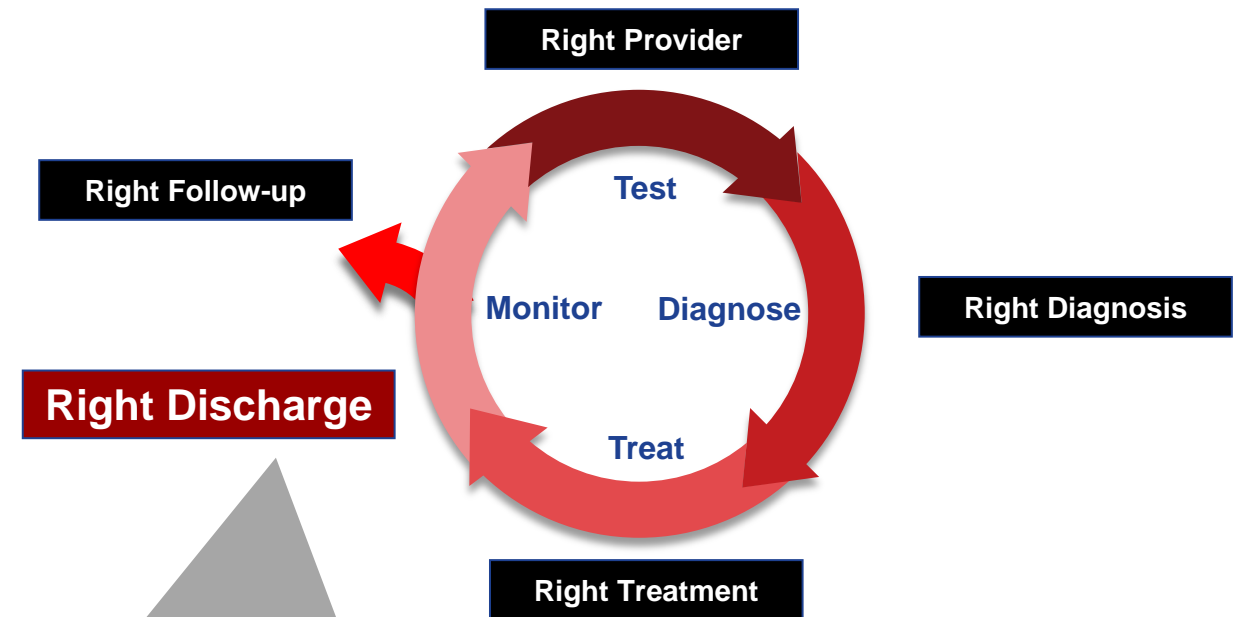 Right Provider
Right Follow-up
Test
Right Diagnosis
Monitor
Diagnose
Right Discharge
Treat
Right Treatment